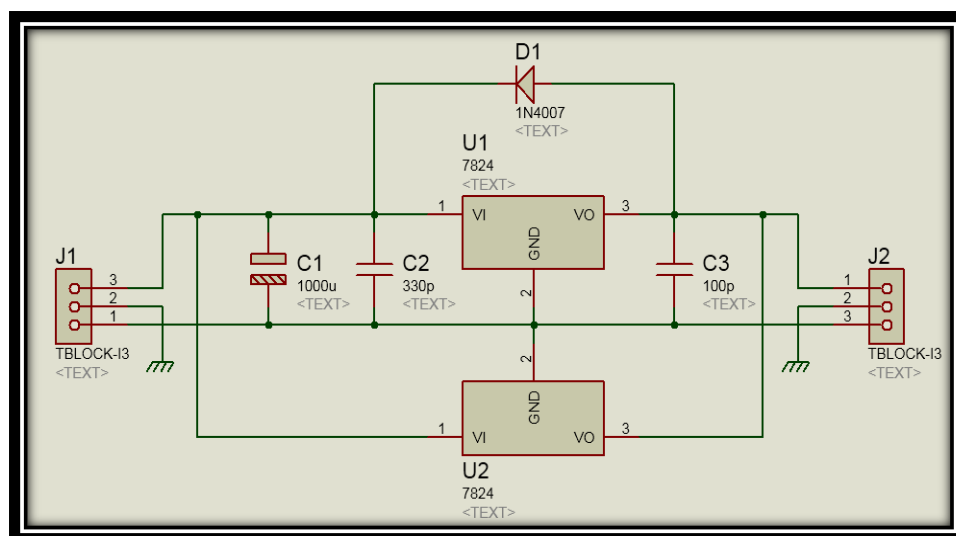 D1
1N4007
<TEXT>
U1
7824
<TEXT>
1
VI
VO
3
GND
2
J1
3
2
1
TBLOCK-I3
<TEXT>
C1
1000u
<TEXT>
C2
330p
<TEXT>
C3
100p
<TEXT>
J2
1
2
3
TBLOCK-I3
<TEXT>
2
GND
1
VI
VO
3
U2
7824
<TEXT>